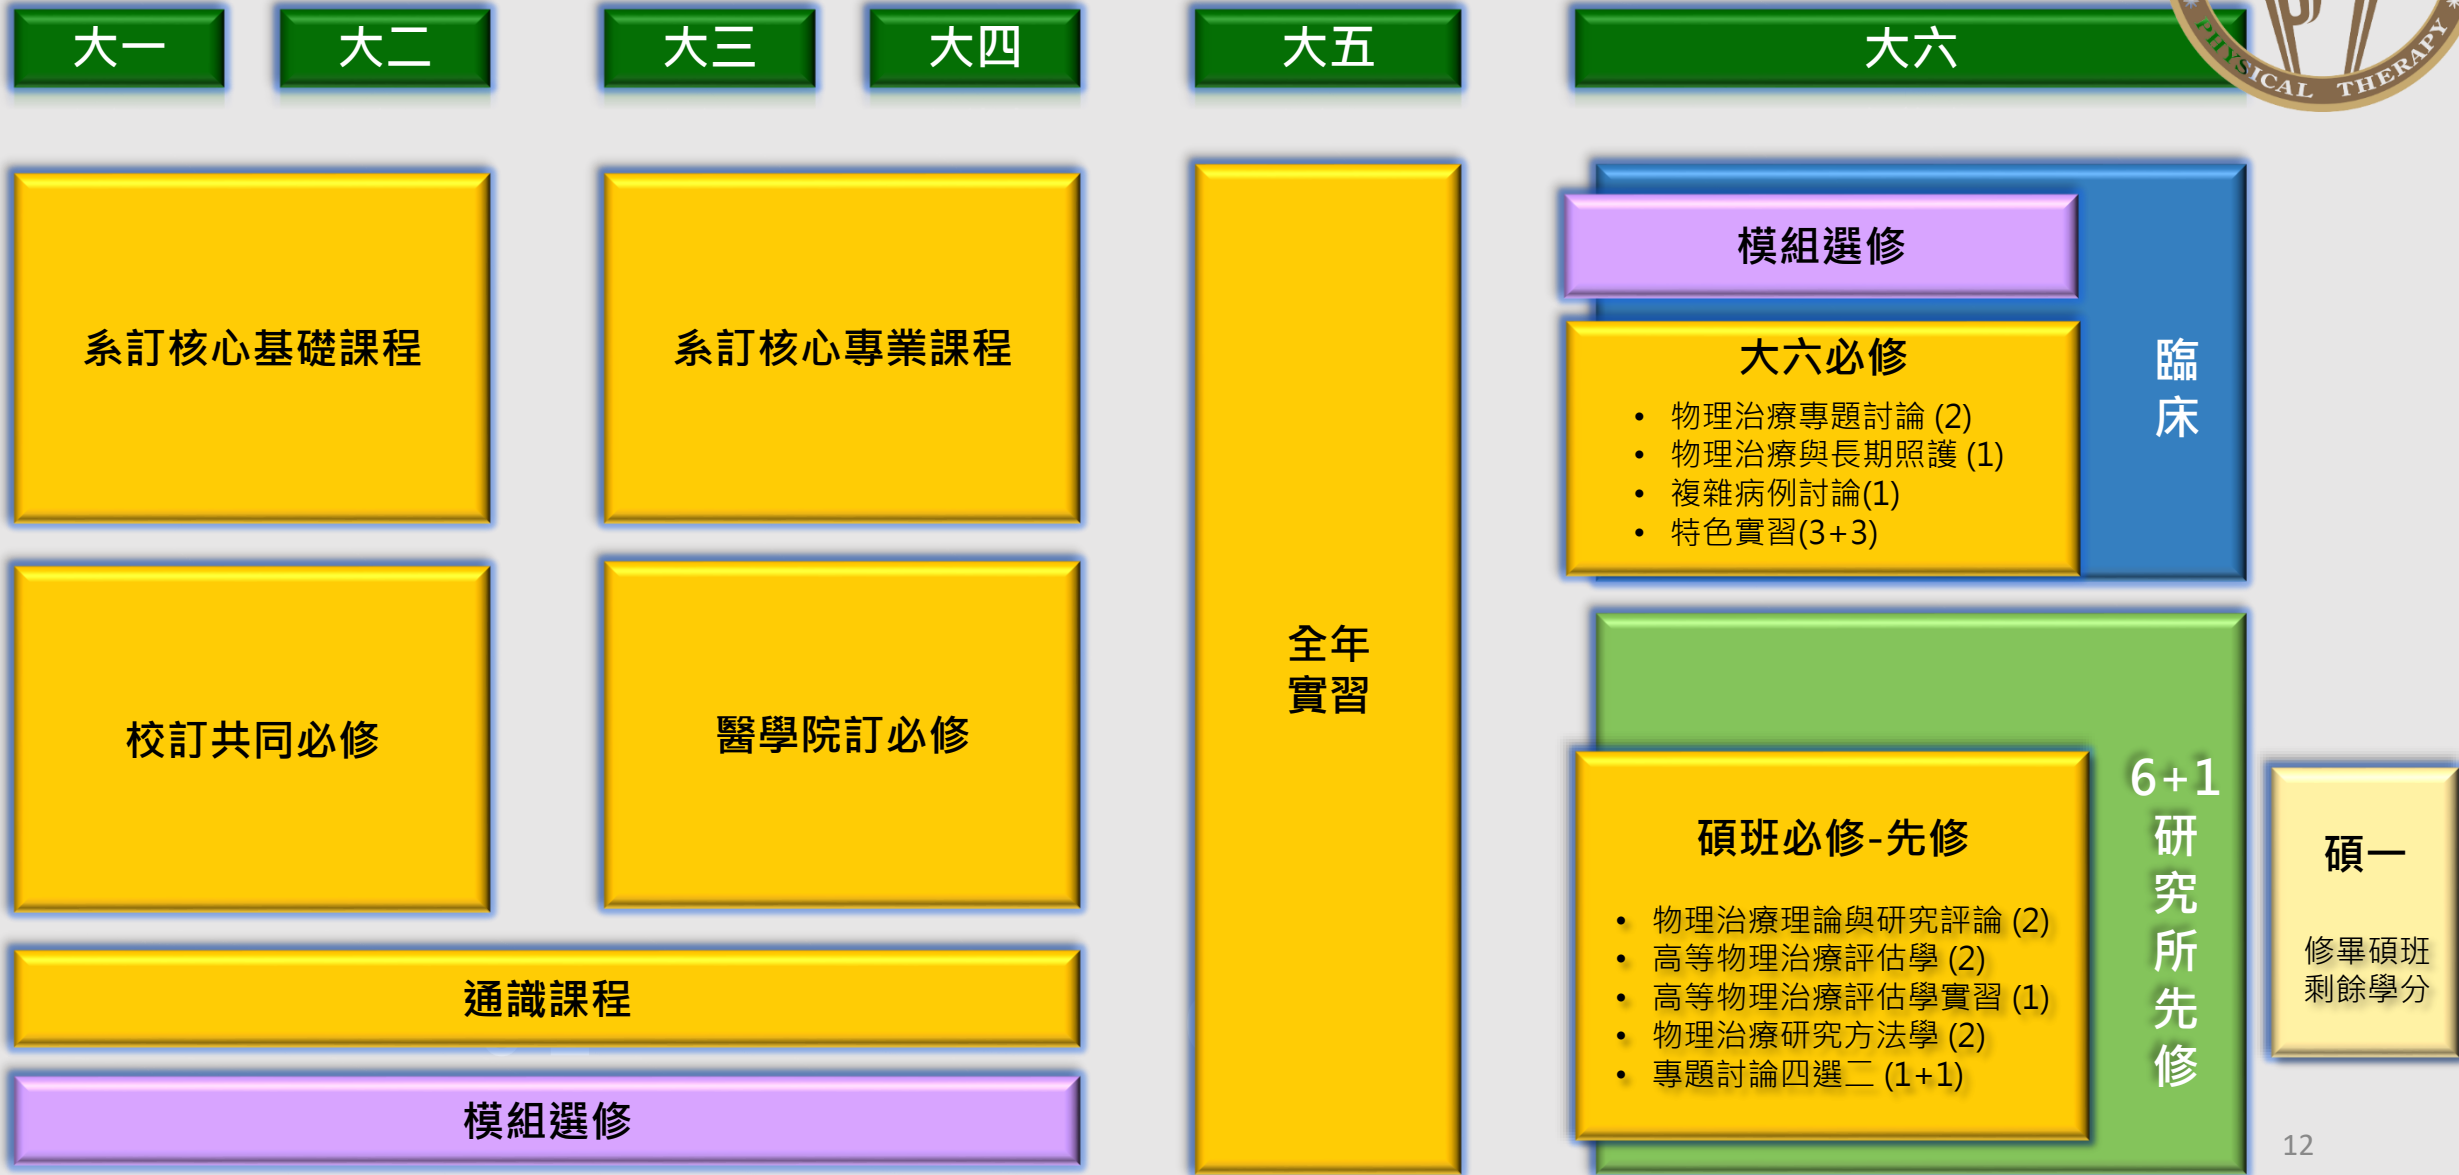 大一
大二
大三
大四
大五
大六
PHYSICAL THERAPY
系訂核心基礎課程
系訂核心專業課程
校訂共同必修
醫學院訂必修
通識課程
模組選修
全年
實習
模組選修
大六必修
• 物理治療專題討論 (2)
• 物理治療與長期照護 (1)
• 複雜病例討論(1)
• 特色實習(3+3)
臨
床
碩班必修-先修
• 物理治療理論與研究評論 (2)
• 高等物理治療評估學 (2)
• 高等物理治療評估學實習 (1)
• 物理治療研究方法學 (2)
• 專題討論四選二 (1+1)
6+1
研
究
所
先
修
碩一
修畢碩班
剩餘學分
12